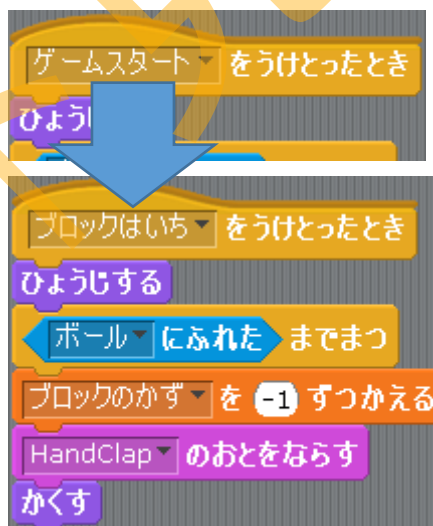 ゲームスタート をうけとったとき
ひょうじ
ブロックはいち をうけとったとき
ひょうじする
ボール にふれた までまつ
ブロックのかず を -1 ずつかえる
HandClap のおとをならす
かくす